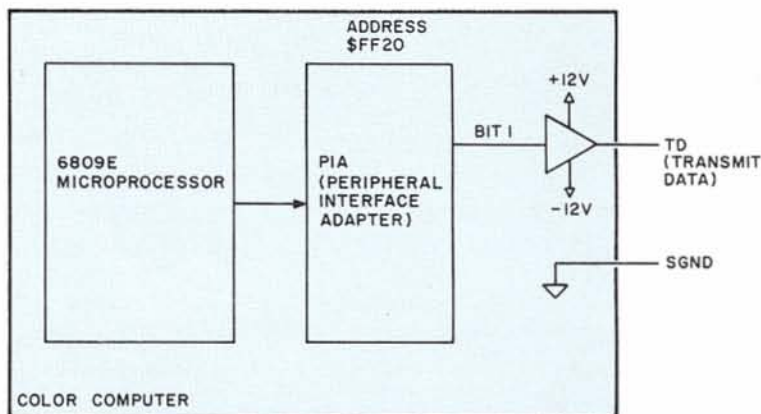 ADDRESS
$FF20
6809E
MICROPROCESSOR
PIA
(PERIPHERAL
INTERFACE
ADAPTER)
BIT 1
+12V
-12V
TD
(TRANSMIT
DATA)
SGND
COLOR COMPUTER